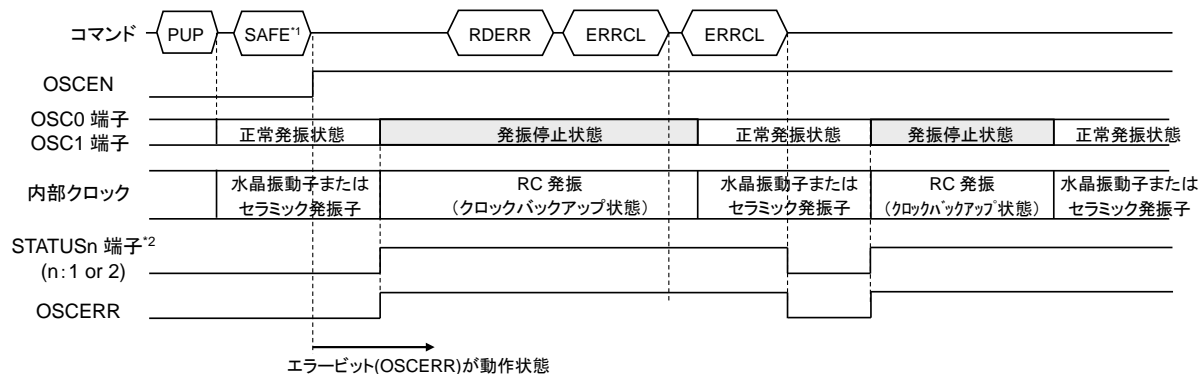 コマンド PUP SAFE*1 RDERR ERRCL ERRCL
OSCEN
OSC0 端子
OSC1 端子
正常発振状態 発振停止状態 正常発振状態 発振停止状態 正常発振状態
内部クロック
水晶振動子または
セラミック発振子
RC 発振
(クロックバックアップ状態)
水晶振動子または
セラミック発振子
RC 発振
(クロックバックアップ状態)
水晶振動子または
セラミック発振子
STATUSn 端子*2
(n:1 or 2)
OSCERR
エラービット(OSCERR)が動作状態